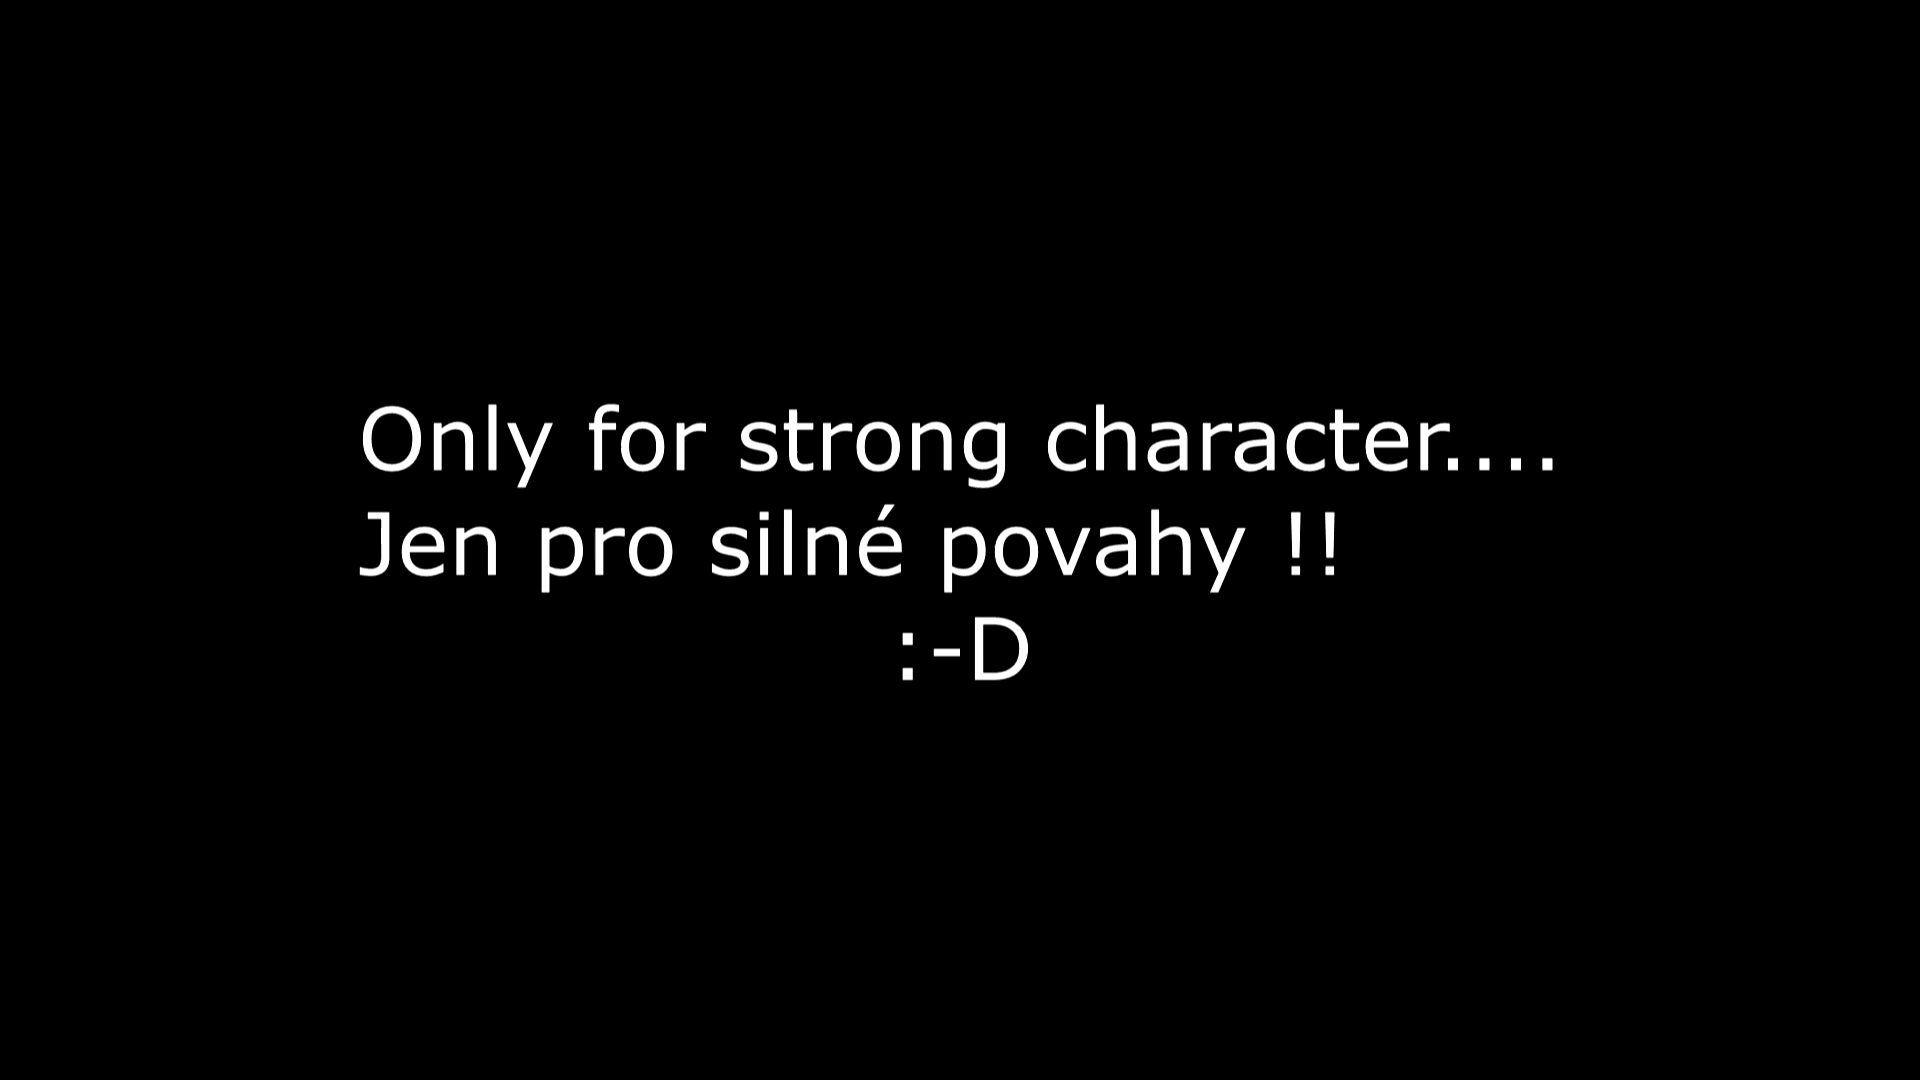 Only for strong character....
Jen pro silné povahy !!
:-D